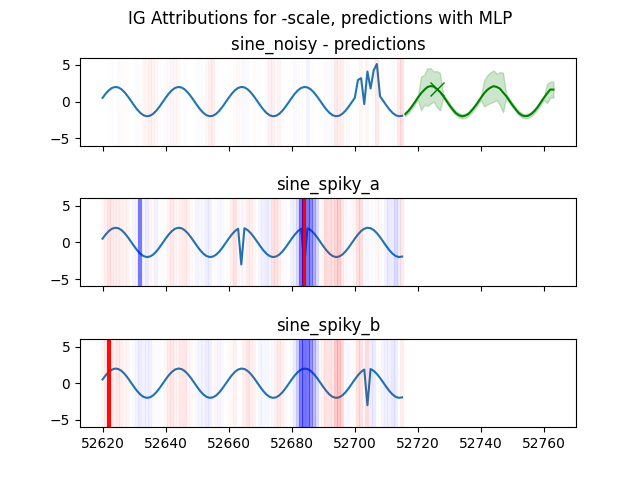 IG Attributions for -scale, predictions with MLP
sine_noisy - predictions
5
0
−5
sine_spiky_a
5
0
−5
sine_spiky_b
5
0
−5
52620 52640 52660 52680 52700 52720 52740 52760